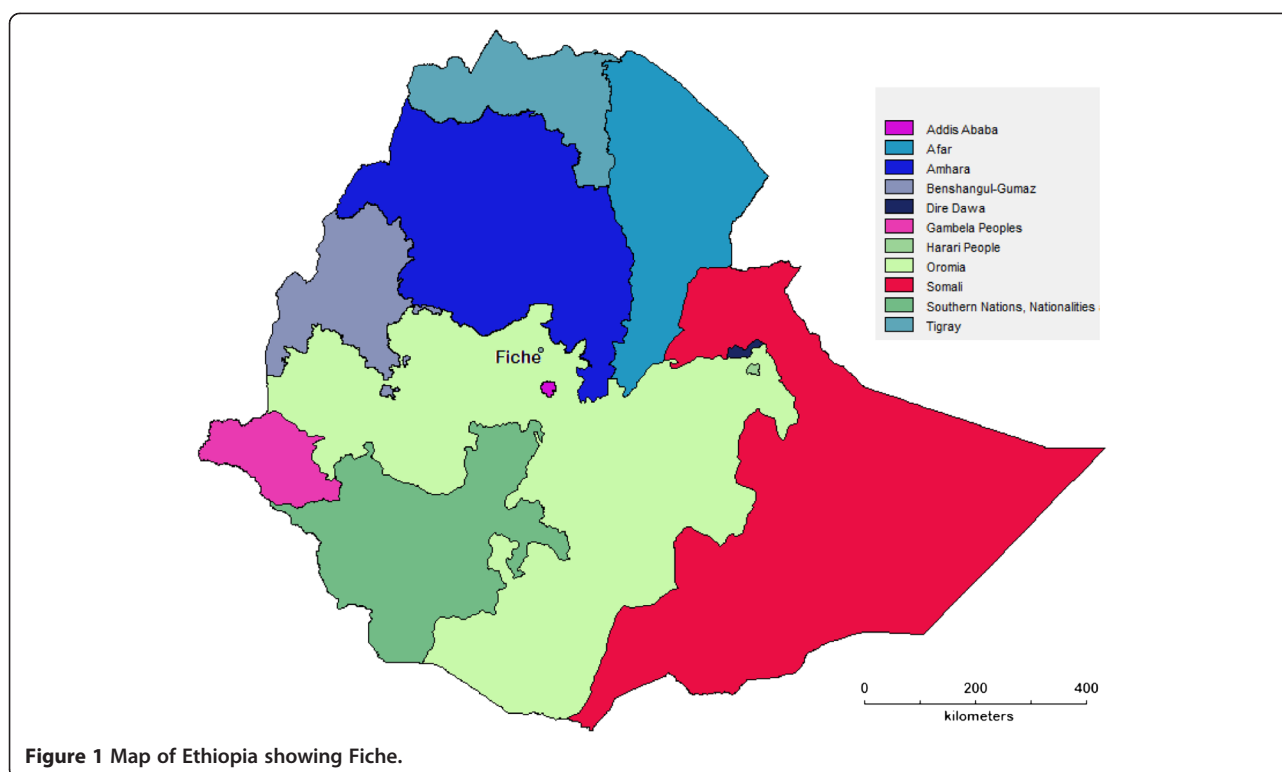 Addis Ababa
Afar
Amhara
Benshangul-Gumaz
Dire Dawa
Gambela Peoples
Harari People
Oromia
Somali
Southern Nations, Nationalities
Tigray
Fiche
0 200 400
kilometers
Figure 1 Map of Ethiopia showing Fiche.